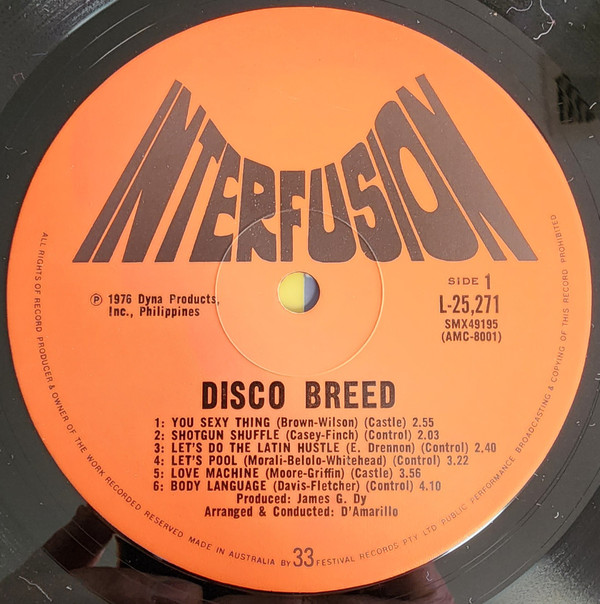 INTERFUSION
SIDE 1
L-25,271
SMX49195
(AMC-8001)
℗ 1976 Dyna Products,
Inc., Philippines
DISCO BREED
1: YOU SEXY THING (Brown-Wilson) (Castle) 2.55
2: SHOTGUN SHUFFLE (Casey-Finch) (Control) 2.03
3: LET'S DO THE LATIN HUSTLE (E. Drennon) (Control) 2.40
4: LET'S POOL (Morali-Belolo-Whitehead) (Control) 3.22
5: LOVE MACHINE (Moore-Griffin) (Castle) 3.56
6: BODY LANGUAGE (Davis-Fletcher) (Control) 4.10
Produced: James G. Dy
Arranged & Conducted: D'Amarillo
ALL RIGHTS OF RECORD PRODUCER & OWNER OF THE WORK RECORDED RESERVED MADE IN AUSTRALIA BY 33 FESTIVAL RECORDS PTY LTD PUBLIC PERFORMANCE BROADCASTING & COPYING OF THIS RECORD PROHIBITED